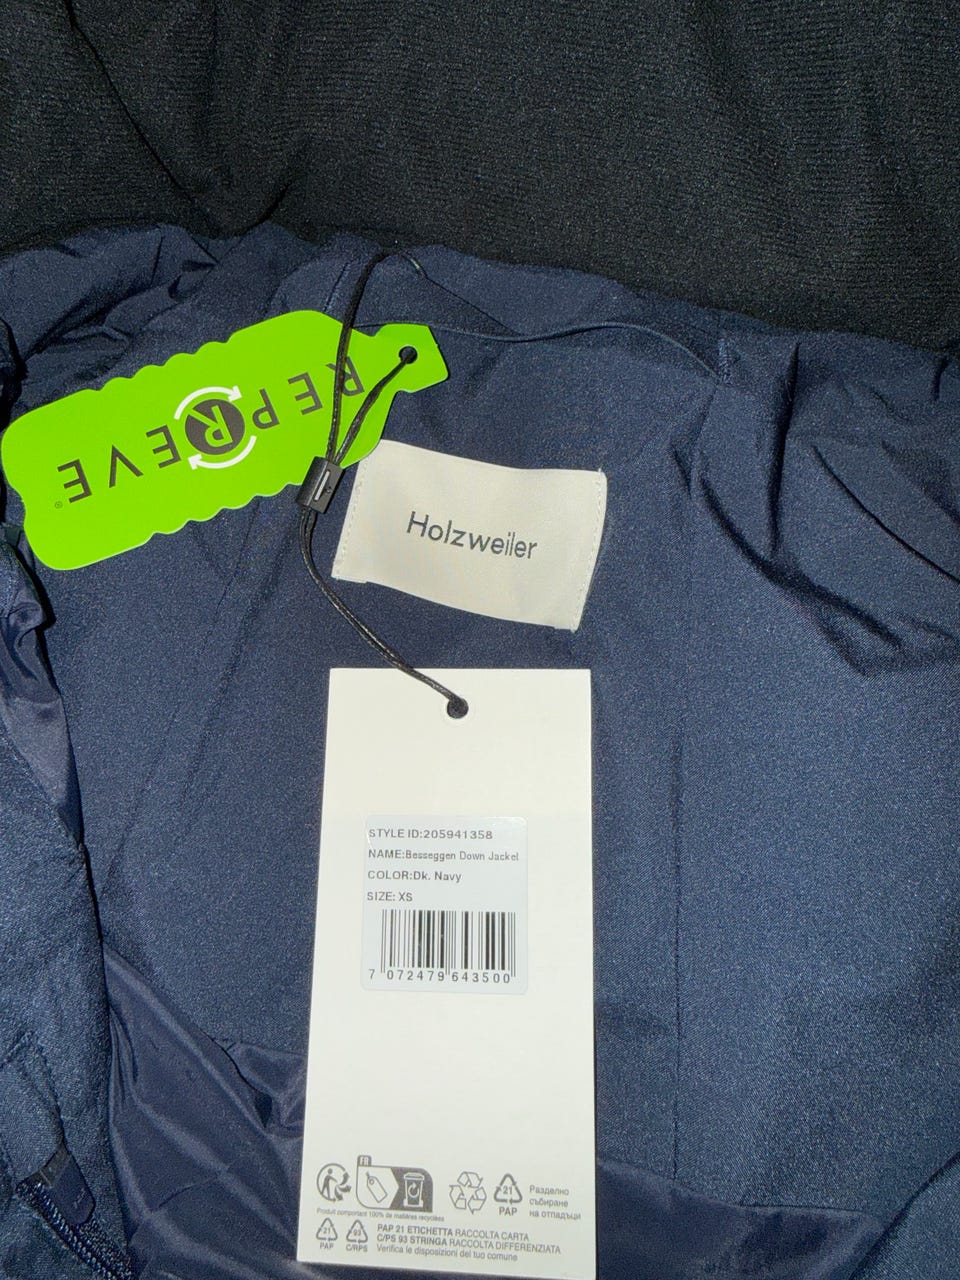 REPREVE®
Holzweiler
STYLE ID:205941358
NAME:Besseggen Down Jacket
COLOR:Dk. Navy
SIZE: XS
7 072479 643500
FR
Produit comportant 100% de matières recyclées
21
PAP
Разделно
събиране
на отпадъци
21
PAP
93
C/RPS
PAP 21 ETICHETTA RACCOLTA CARTA
C/PS 93 STRINGA RACCOLTA DIFFERENZIATA
Verifica le disposizioni del tuo comune